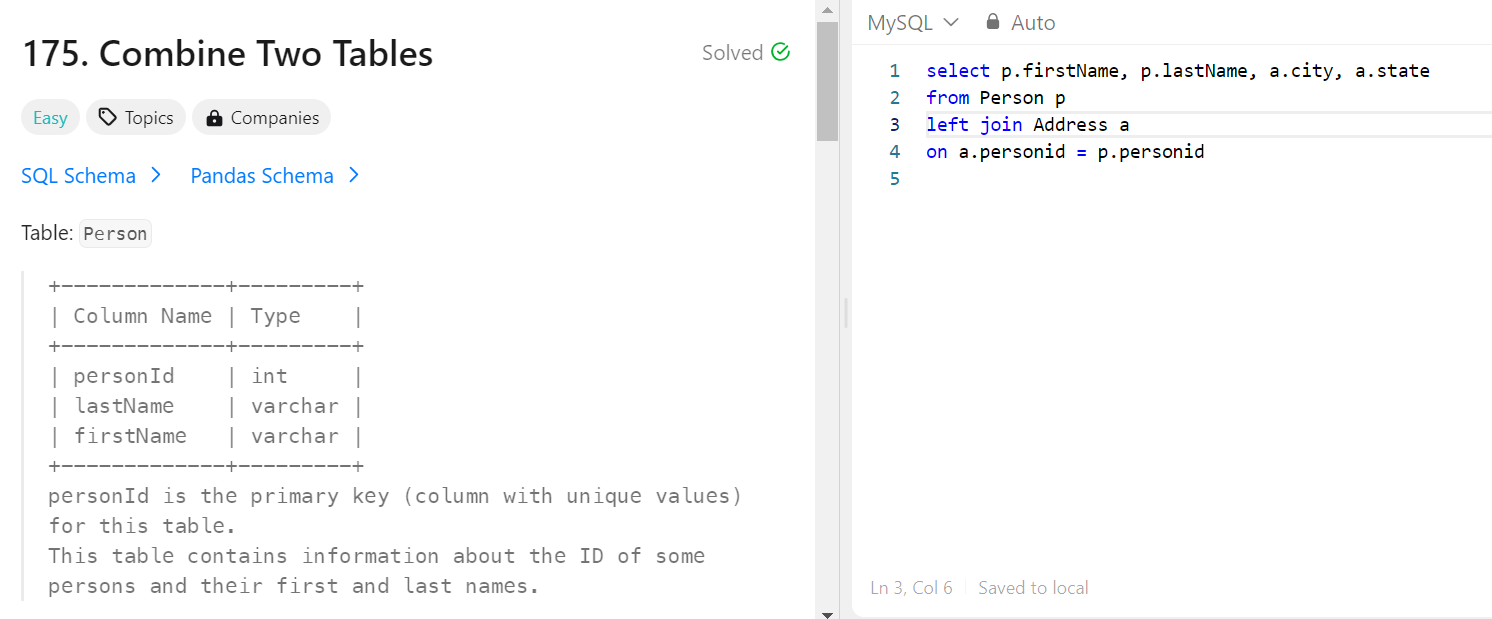 175. Combine Two Tables
Solved
Easy Topics Companies
SQL Schema Pandas Schema
Table: Person
+-------------+---------+
| Column Name | Type    |
+-------------+---------+
| personId    | int     |
| lastName    | varchar |
| firstName   | varchar |
+-------------+---------+
personId is the primary key (column with unique values)
for this table.
This table contains information about the ID of some
persons and their first and last names.
MySQL Auto
1 select p.firstName, p.lastName, a.city, a.state
2 from Person p
3 left join Address a
4 on a.personid = p.personid
5
Ln 3, Col 6 Saved to local